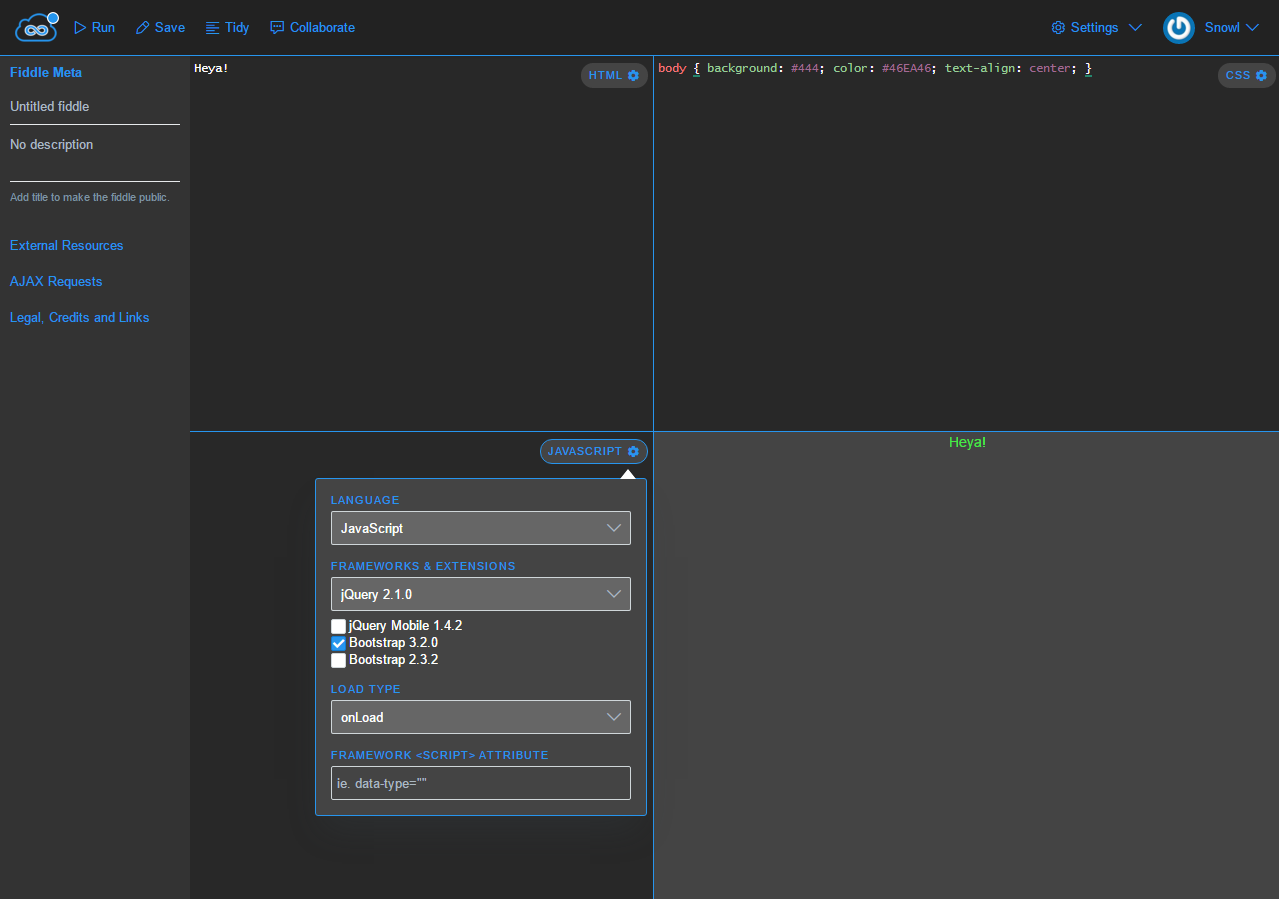 Run Save Tidy Collaborate Settings Snowl
Fiddle Meta
Untitled fiddle
No description
Add title to make the fiddle public.
External Resources
AJAX Requests
Legal, Credits and Links
Heya!
HTML
body { background: #444; color: #46EA46; text-align: center; }
CSS
JAVASCRIPT
LANGUAGE
JavaScript
FRAMEWORKS & EXTENSIONS
jQuery 2.1.0
jQuery Mobile 1.4.2
Bootstrap 3.2.0
Bootstrap 2.3.2
LOAD TYPE
onLoad
FRAMEWORK <SCRIPT> ATTRIBUTE
ie. data-type=""
Heya!